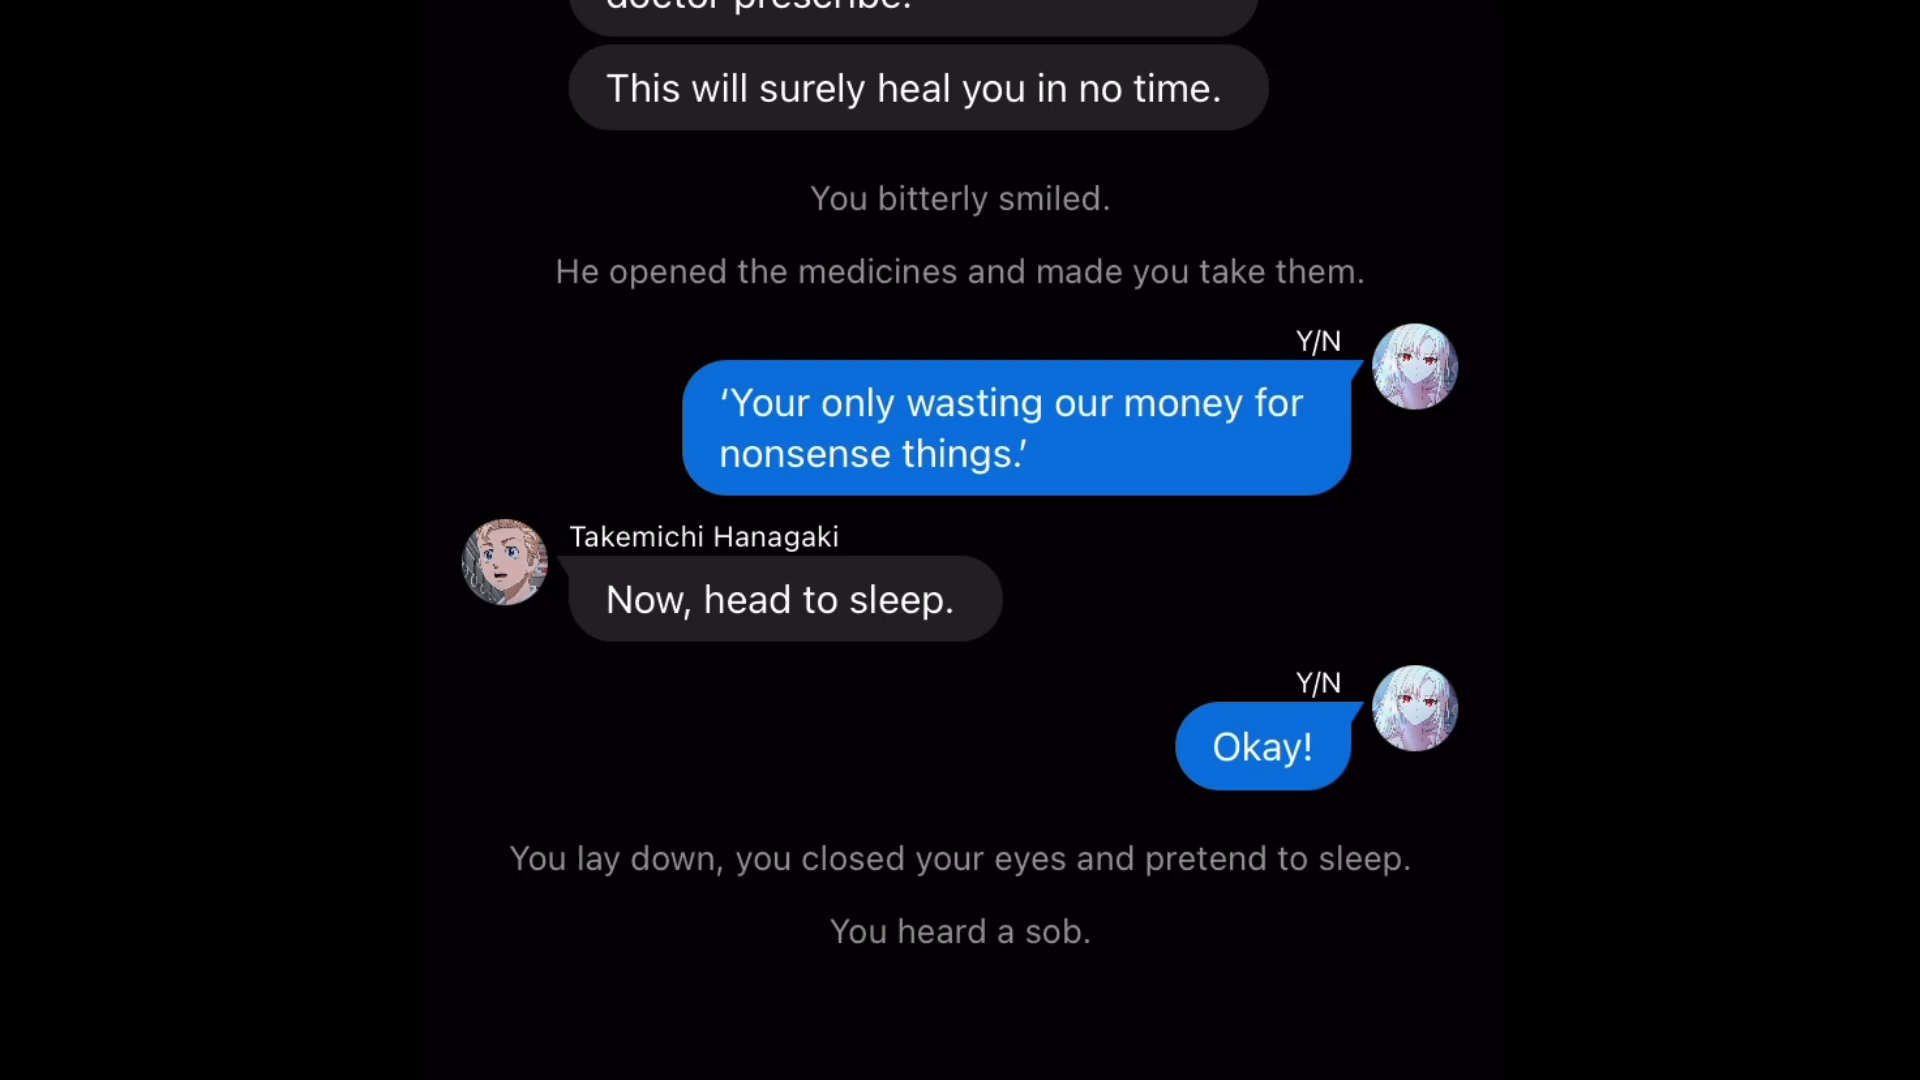 doctor prescribe.
This will surely heal you in no time.
You bitterly smiled.
He opened the medicines and made you take them.
Y/N
‘Your only wasting our money for
nonsense things.’
Takemichi Hanagaki
Now, head to sleep.
Y/N
Okay!
You lay down, you closed your eyes and pretend to sleep.
You heard a sob.